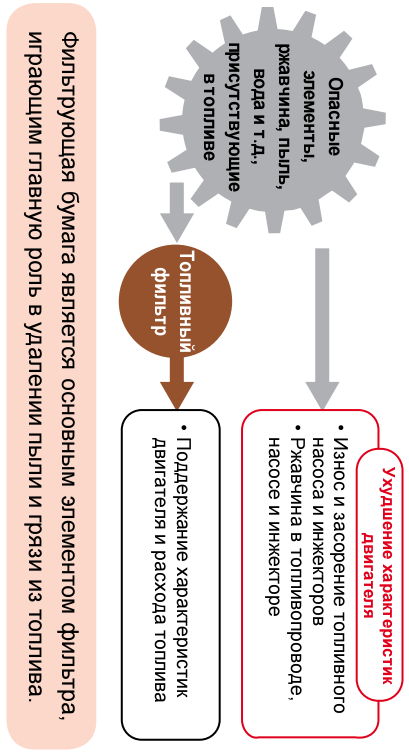 Опасные
элементы,
ржавчина, пыль,
вода и т.д.,
присутствующие
в топливе
Ухудшение характеристик
двигателя
• Износ и засорение топливного
насоса и инжекторов
• Ржавчина в топливопроводе,
насосе и инжекторе
Топливный
фильтр
• Поддержание характеристик
двигателя и расхода топлива
Фильтрующая бумага является основным элементом фильтра,
играющим главную роль в удалении пыли и грязи из топлива.